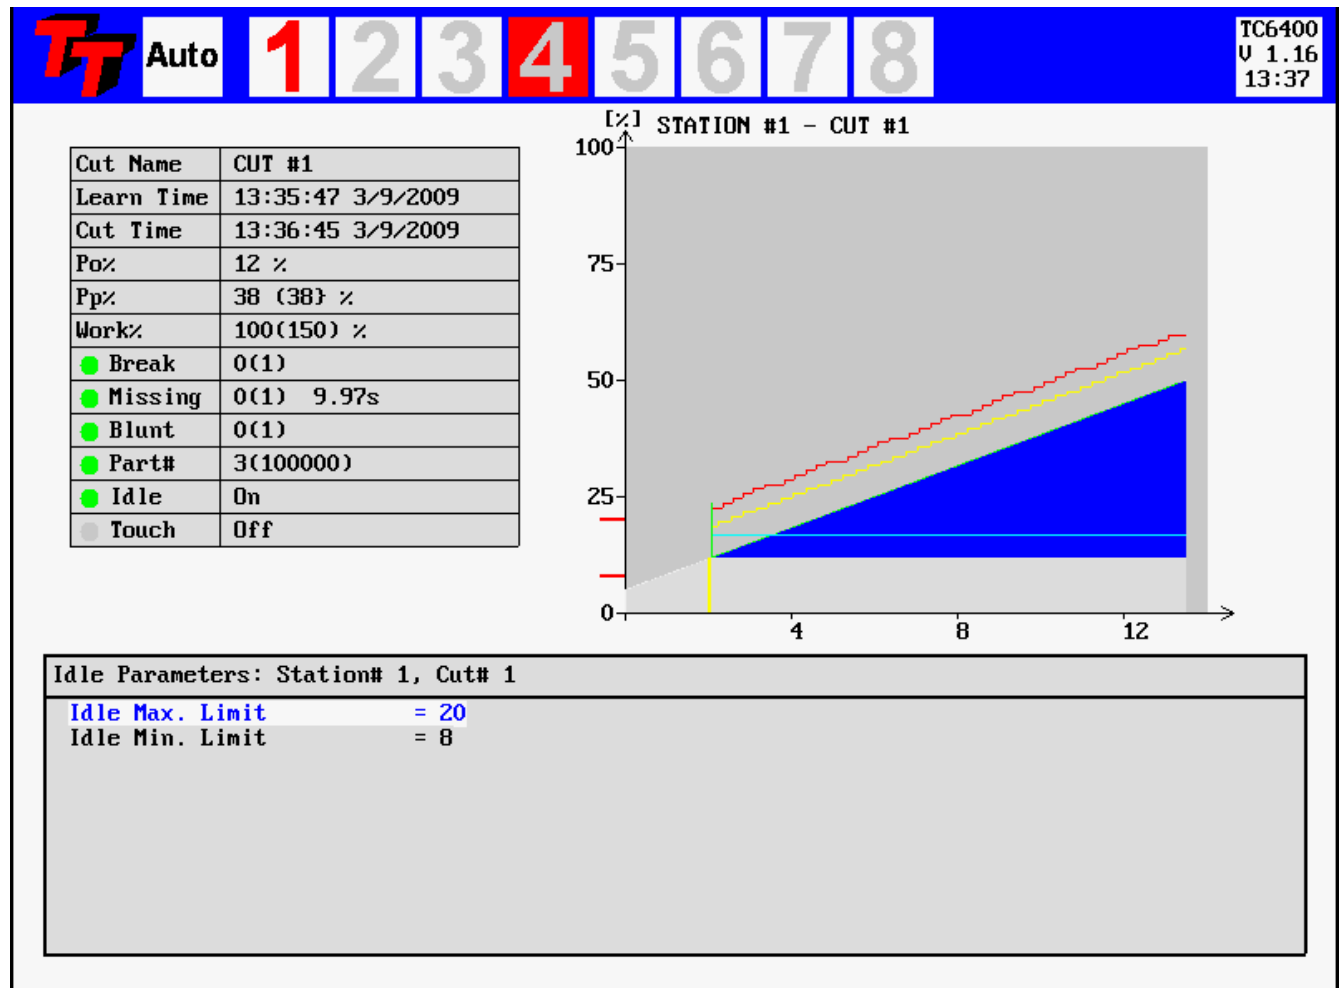 TT Auto 1 2 3 4 5 6 7 8
TC6400
V 1.16
13:37
Cut Name CUT #1
Learn Time 13:35:47 3/9/2009
Cut Time 13:36:45 3/9/2009
Po% 12 %
Pp% 38 (38} %
Work% 100(150) %
Break 0(1)
Missing 0(1) 9.97s
Blunt 0(1)
Part# 3(100000)
Idle On
Touch Off
[%] STATION #1 - CUT #1
100
75
50
25
0
4 8 12
Idle Parameters: Station# 1, Cut# 1
Idle Max. Limit = 20
Idle Min. Limit = 8